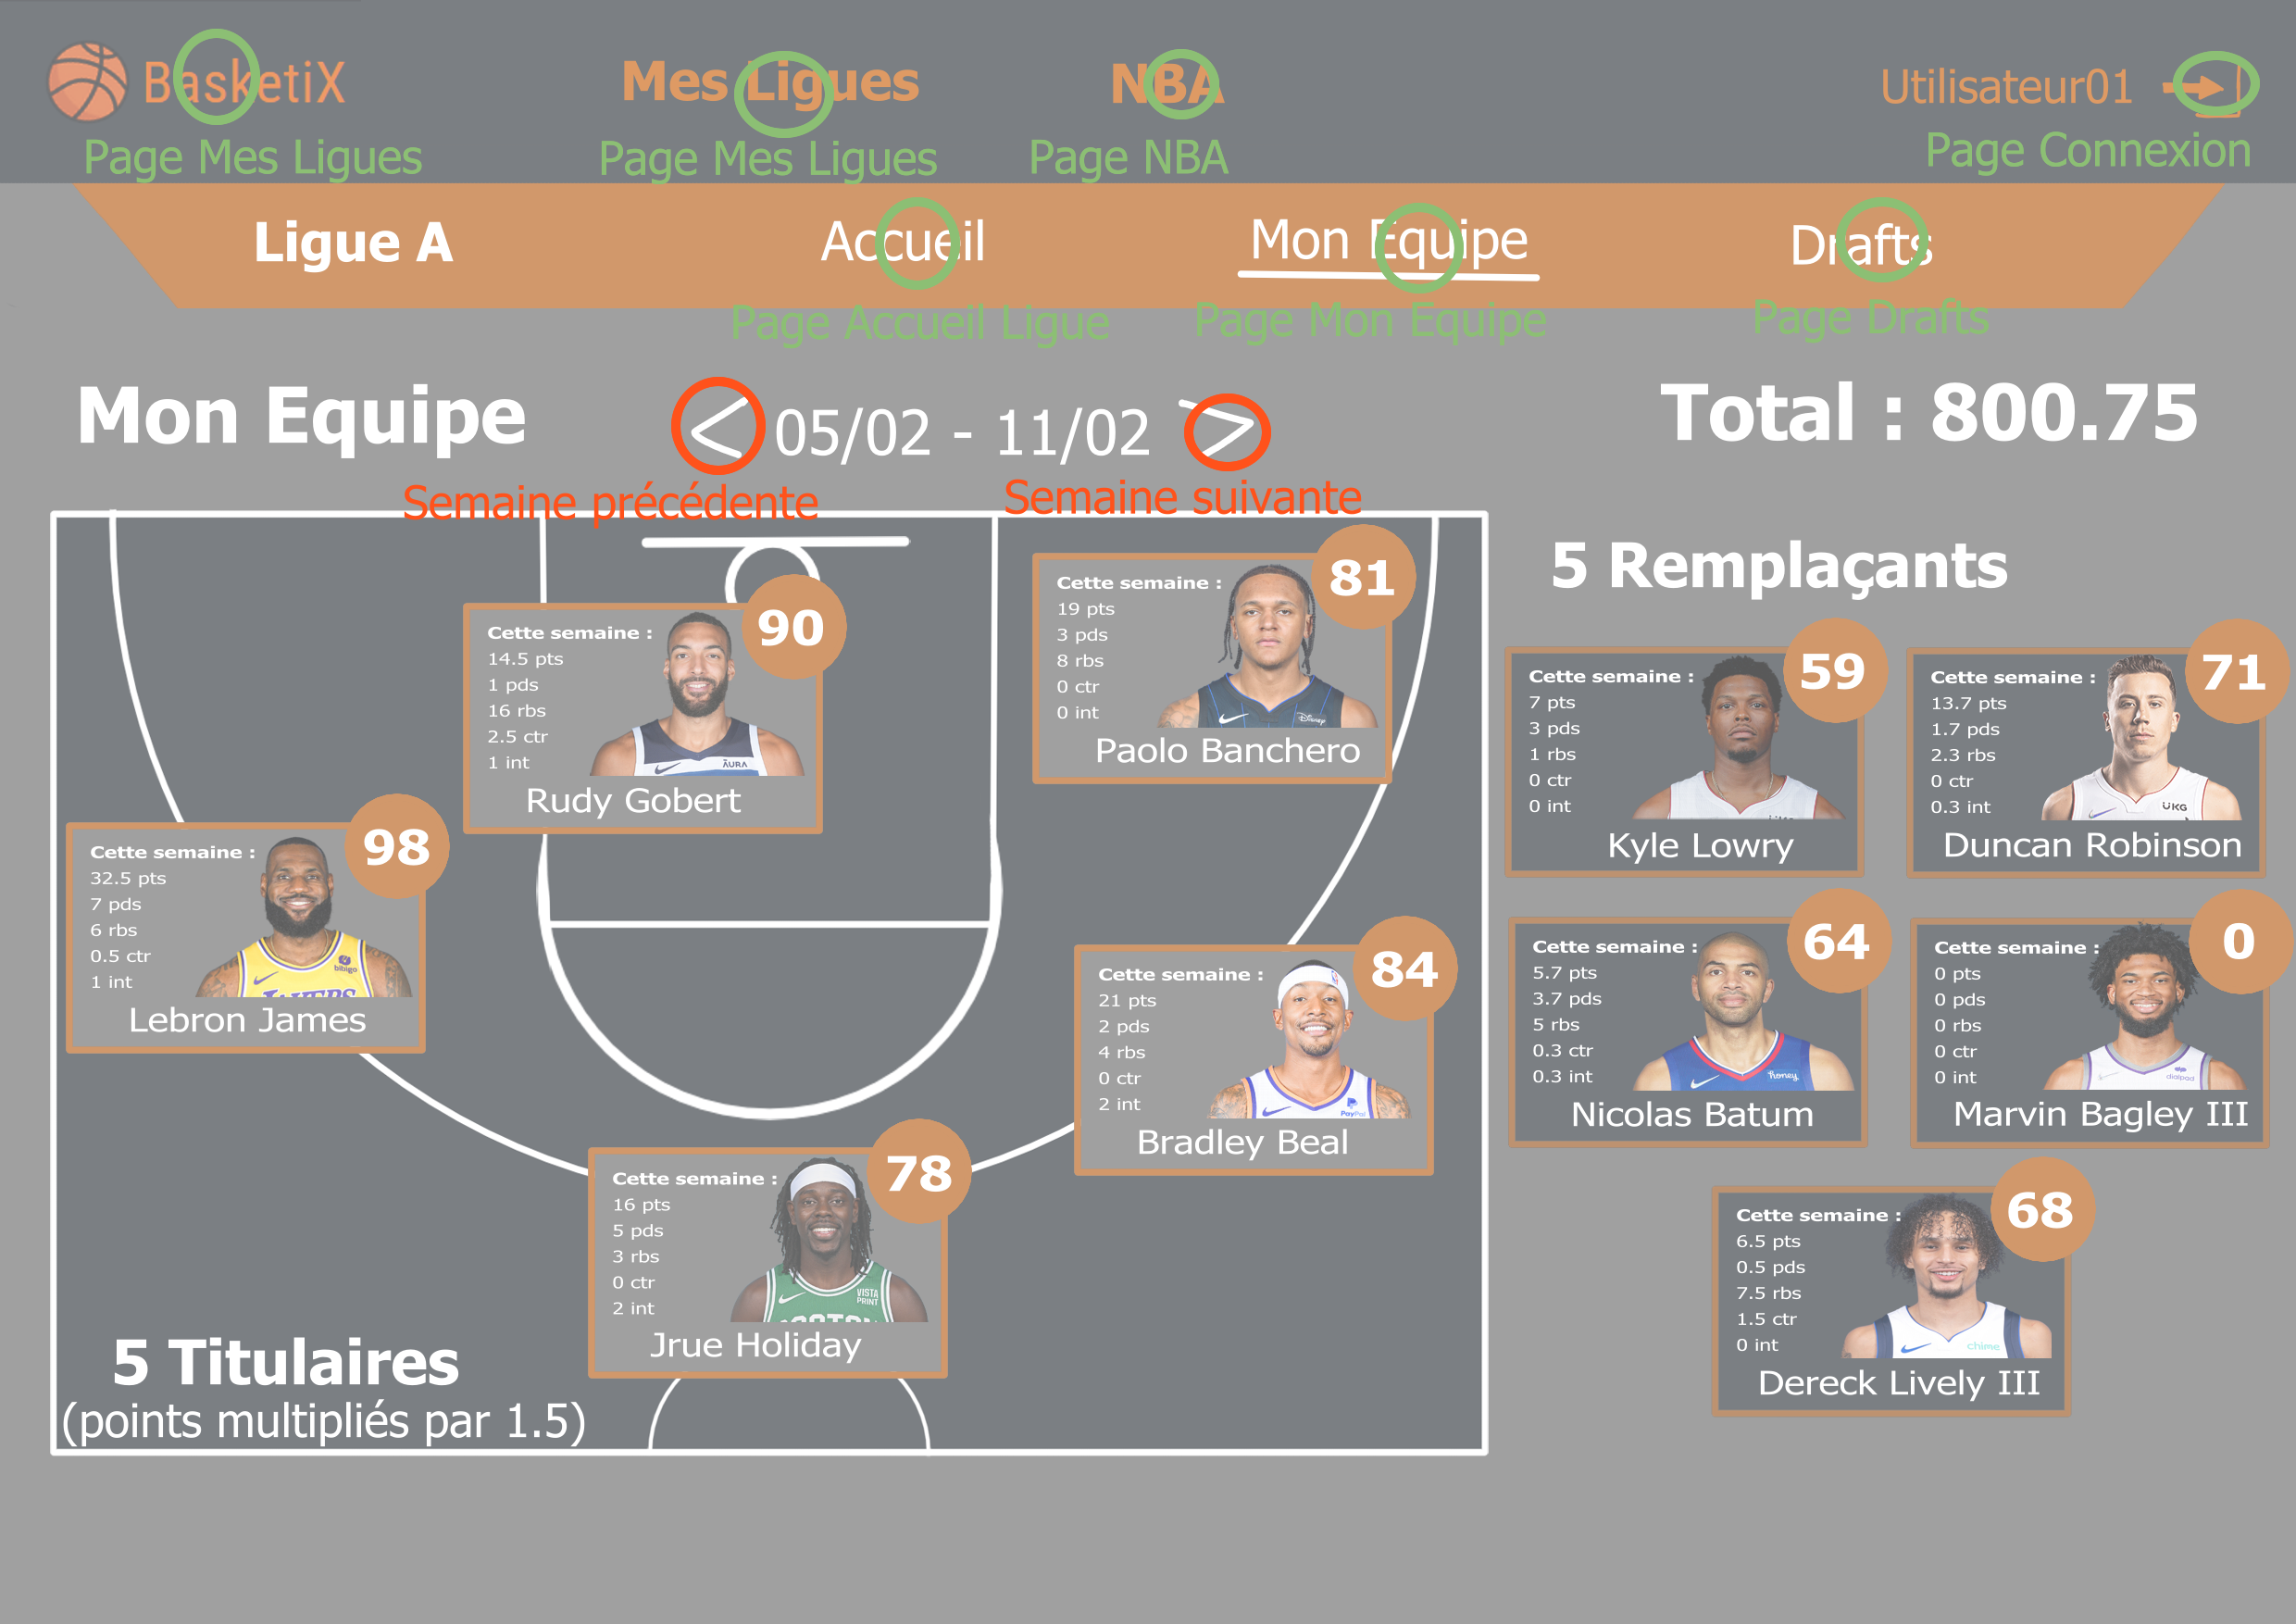 BasketiX
Mes Ligues
NBA
Utilisateur01
Page Mes Ligues
Page Mes Ligues
Page NBA
Page Connexion
Ligue A
Accueil
Mon Equipe
Drafts
Page Accueil Ligue
Page Mon Equipe
Page Drafts
Mon Equipe
< 05/02 - 11/02 >
Total : 800.75
Semaine précédente
Semaine suivante
Cette semaine :
90
14.5 pts
1 pds
16 rbs
2.5 ctr
1 int
AURA
Rudy Gobert
Cette semaine :
81
19 pts
3 pds
8 rbs
0 ctr
0 int
Disney
Paolo Banchero
Cette semaine :
98
32.5 pts
7 pds
6 rbs
0.5 ctr
1 int
bibigo
LAKERS
Lebron James
Cette semaine :
84
21 pts
2 pds
4 rbs
0 ctr
2 int
PayPal
Bradley Beal
Cette semaine :
78
16 pts
5 pds
3 rbs
0 ctr
2 int
VISTA
PRINT
Jrue Holiday
5 Titulaires
(points multipliés par 1.5)
5 Remplaçants
Cette semaine :
59
7 pts
3 pds
1 rbs
0 ctr
0 int
Kyle Lowry
Cette semaine :
71
13.7 pts
1.7 pds
2.3 rbs
0 ctr
0.3 int
UKG
Duncan Robinson
Cette semaine :
64
5.7 pts
3.7 pds
5 rbs
0.3 ctr
0.3 int
honey
Nicolas Batum
Cette semaine :
0
0 pts
0 pds
0 rbs
0 ctr
0 int
dialpad
Marvin Bagley III
Cette semaine :
68
6.5 pts
0.5 pds
7.5 rbs
1.5 ctr
0 int
chime
Dereck Lively III